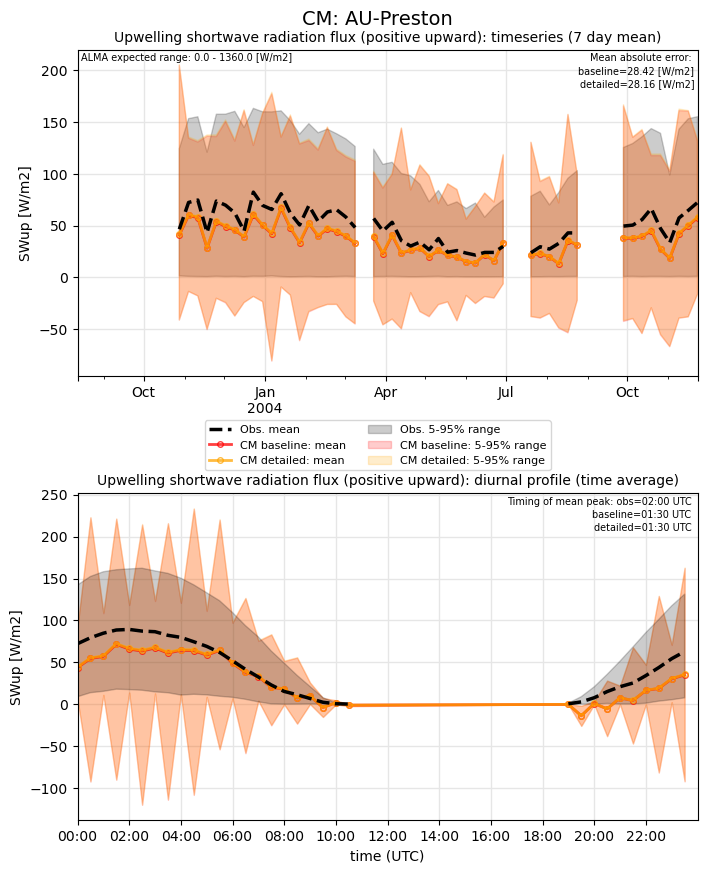 CM: AU-Preston
Upwelling shortwave radiation flux (positive upward): timeseries (7 day mean)
ALMA expected range: 0.0 - 1360.0 [W/m2]
Mean absolute error:
baseline=28.42 [W/m2]
detailed=28.16 [W/m2]
200
150
100
50
0
−50
SWup [W/m2]
Oct
Jan
2004
Apr
Jul
Oct
Obs. mean
CM baseline: mean
CM detailed: mean
Obs. 5-95% range
CM baseline: 5-95% range
CM detailed: 5-95% range
Upwelling shortwave radiation flux (positive upward): diurnal profile (time average)
Timing of mean peak: obs=02:00 UTC
baseline=01:30 UTC
detailed=01:30 UTC
250
200
150
100
50
0
−50
−100
SWup [W/m2]
00:00 02:00 04:00 06:00 08:00 10:00 12:00 14:00 16:00 18:00 20:00 22:00
time (UTC)